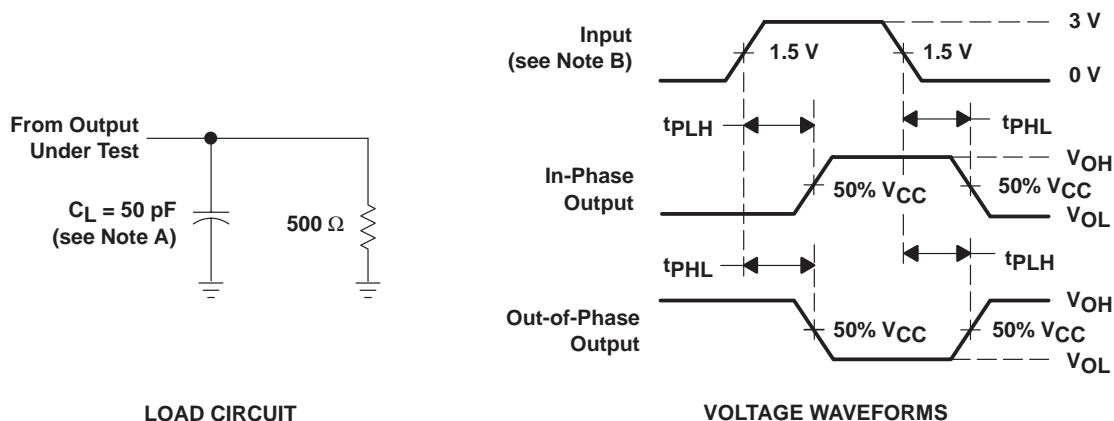 From Output
Under Test
CL = 50 pF
(see Note A)
500 Ω
LOAD CIRCUIT
Input
(see Note B)
1.5 V
1.5 V
3 V
0 V
tPLH
tPHL
In-Phase
Output
50% VCC
50% VCC
VOH
VOL
tPHL
tPLH
Out-of-Phase
Output
50% VCC
50% VCC
VOH
VOL
VOLTAGE WAVEFORMS